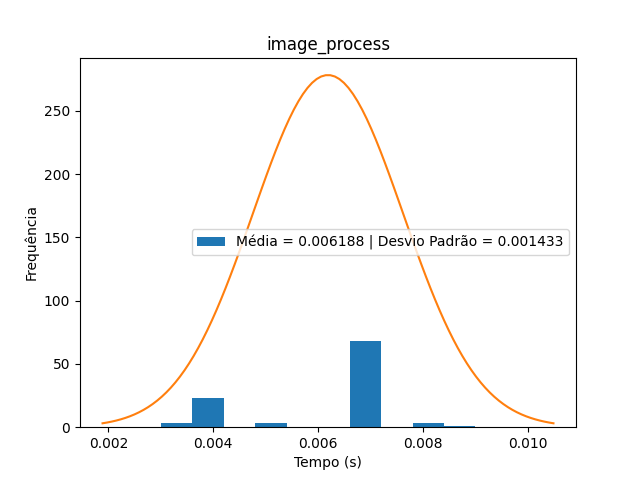 image_process
250
200
150
100
50
0
Frequência
Média = 0.006188 | Desvio Padrão = 0.001433
0.002 0.004 0.006 0.008 0.010
Tempo (s)